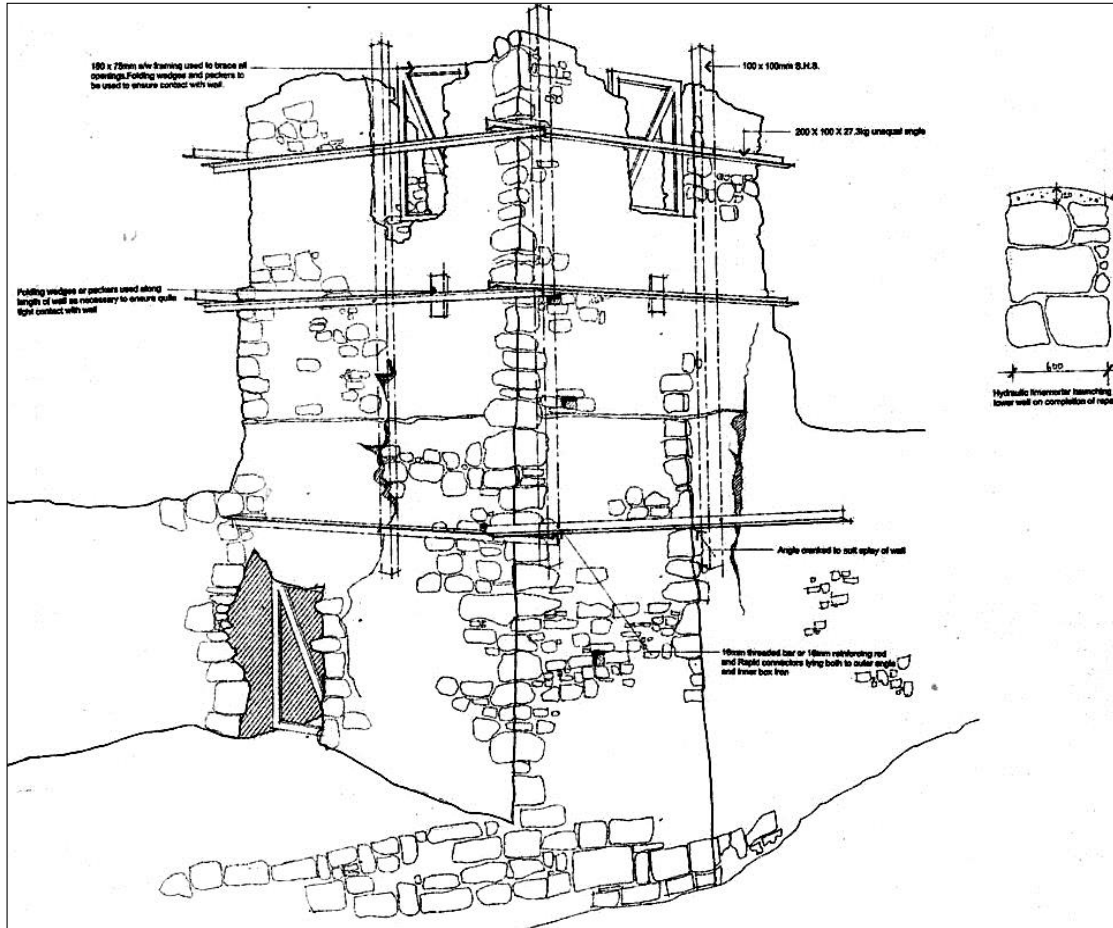 150 x 75mm s/w framing used to brace all
openings.Folding wedges and packers to
be used to ensure contact with wall.
100 x 100mm S.H.S.
200 X 100 X 27.3kg unequal angle
Folding wedges or packers used along
length of wall as necessary to ensure quite
tight contact with wall
600
Hydraulic limemortar haunching
lower wall on completion of repa
Angle cranked to suit splay of wall
16mm threaded bar or 16mm reinforcing rod
and Rapid connectors tying both to outer angle
and inner box iron